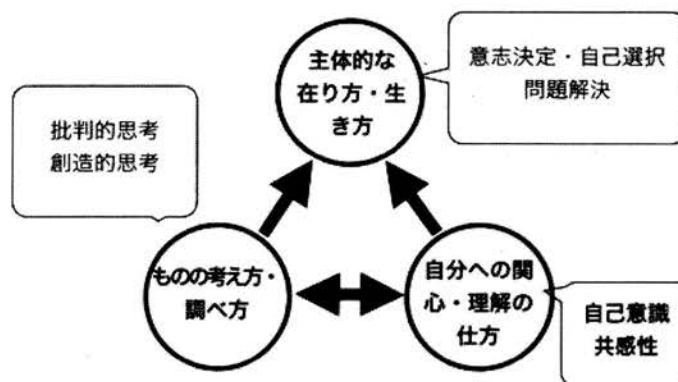 主体的な
在り方・生
き方
意志決定・自己選択
問題解決
批判的思考
創造的思考
ものの考え方・
調べ方
自分への関
心・理解の
仕方
自己意識
共感性